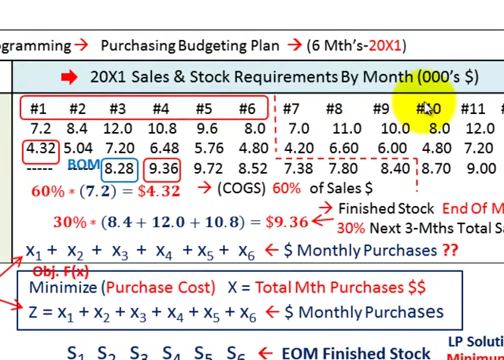 ogramming → Purchasing Budgeting Plan → (6 Mth's-20X1)
➡ 20X1 Sales & Stock Requirements By Month (000's $)
#1 #2 #3 #4 #5 #6 #7 #8 #9 #10 #11
7.2 8.4 12.0 10.8 9.6 8.0 7.0 11.0 10.0 8.0 12.0
4.32 5.04 7.20 6.48 5.76 4.80 4.20 6.60 6.00 4.80 7.20
----- BOM 8.28 9.36 9.72 8.52 7.38 7.80 8.40 8.70 9.00
60% * (7.2) = $4.32 → (COGS) 60% of Sales $
→ Finished Stock End Of M
30% * (8.4 + 12.0 + 10.8) = $9.36 ← 30% Next 3-Mths Total Sa
x1 + x2 + x3 + x4 + x5 + x6 ← $ Monthly Purchases ??
Obj. F(x)
Minimize (Purchase Cost) X = Total Mth Purchases $$
Z = x1 + x2 + x3 + x4 + x5 + x6 ← $ Monthly Purchases
LP Solutio
S1 S2 S3 S4 S5 S6 ← EOM Finished Stock
Minimum